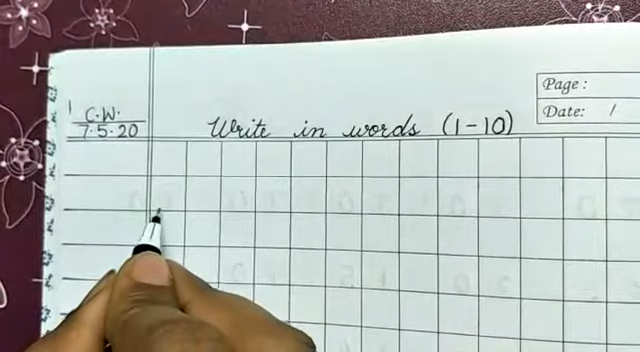 C.W.
7.5.20
Write in words (1-10)
Page :
Date: /